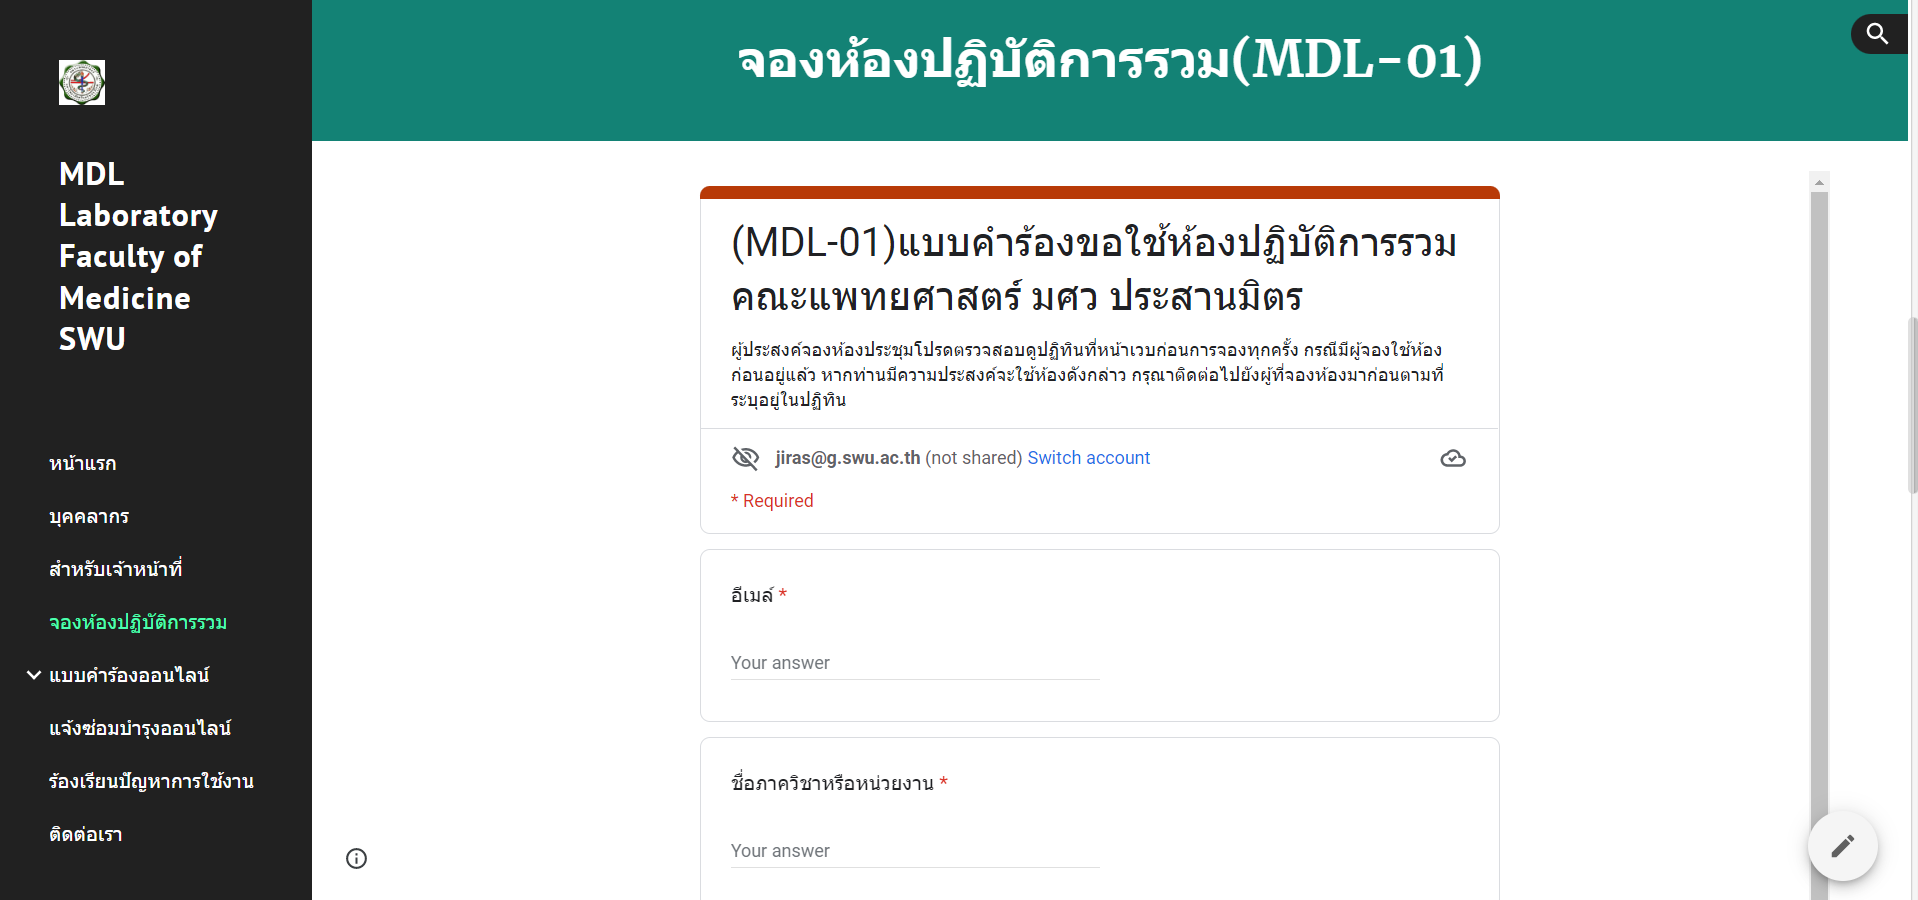 MDL
Laboratory
Faculty of
Medicine
SWU
หน้าแรก
บุคคลากร
สำหรับเจ้าหน้าที่
จองห้องปฏิบัติการรวม
แบบคำร้องออนไลน์
แจ้งซ่อมบำรุงออนไลน์
ร้องเรียนปัญหาการใช้งาน
ติดต่อเรา
จองห้องปฏิบัติการรวม(MDL-01)
(MDL-01)แบบคำร้องขอใช้ห้องปฏิบัติการรวม
คณะแพทยศาสตร์ มศว ประสานมิตร
ผู้ประสงค์จองห้องประชุมโปรดตรวจสอบดูปฏิทินที่หน้าเวบก่อนการจองทุกครั้ง กรณีมีผู้จองใช้ห้อง
ก่อนอยู่แล้ว หากท่านมีความประสงค์จะใช้ห้องดังกล่าว กรุณาติดต่อไปยังผู้ที่จองห้องมาก่อนตามที่
ระบุอยู่ในปฏิทิน
jiras@g.swu.ac.th (not shared) Switch account
* Required
อีเมล์ *
Your answer
ชื่อภาควิชาหรือหน่วยงาน *
Your answer